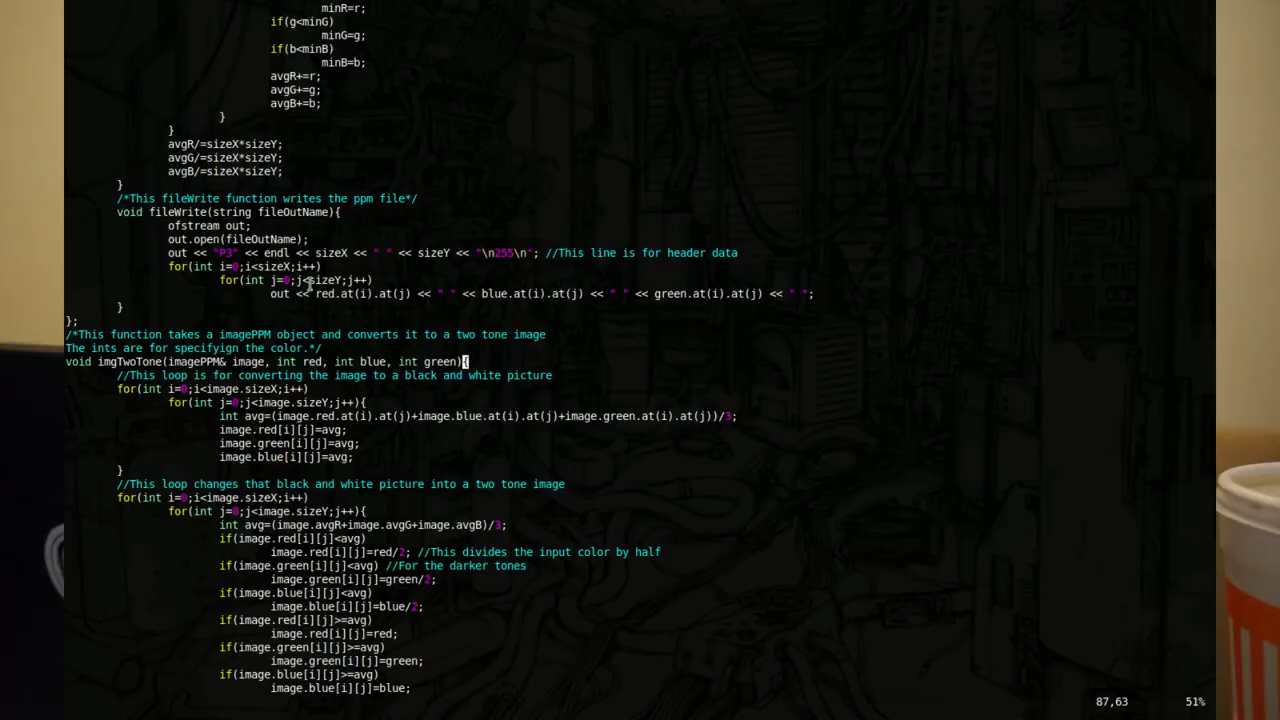 minR=r;
if(g<minG)
minG=g;
if(b<minB)
minB=b;
avgR+=r;
avgG+=g;
avgB+=b;
}
}
avgR/=sizeX*sizeY;
avgG/=sizeX*sizeY;
avgB/=sizeX*sizeY;
}
/*This fileWrite function writes the ppm file*/
void fileWrite(string fileOutName){
ofstream out;
out.open(fileOutName);
out << "P3" << endl << sizeX << " " << sizeY << "\n255\n"; //This line is for header data
for(int i=0;i<sizeX;i++)
for(int j=0;j<sizeY;j++)
out << red.at(i).at(j) << " " << blue.at(i).at(j) << " " << green.at(i).at(j) << " ";
}
};
/*This function takes a imagePPM object and converts it to a two tone image
The ints are for specifyign the color.*/
void imgTwoTone(imagePPM& image, int red, int blue, int green){
//This loop is for converting the image to a black and white picture
for(int i=0;i<image.sizeX;i++)
for(int j=0;j<image.sizeY;j++){
int avg=(image.red.at(i).at(j)+image.blue.at(i).at(j)+image.green.at(i).at(j))/3;
image.red[i][j]=avg;
image.green[i][j]=avg;
image.blue[i][j]=avg;
}
//This loop changes that black and white picture into a two tone image
for(int i=0;i<image.sizeX;i++)
for(int j=0;j<image.sizeY;j++){
int avg=(image.avgR+image.avgG+image.avgB)/3;
if(image.red[i][j]<avg)
image.red[i][j]=red/2; //This divides the input color by half
if(image.green[i][j]<avg) //For the darker tones
image.green[i][j]=green/2;
if(image.blue[i][j]<avg)
image.blue[i][j]=blue/2;
if(image.red[i][j]>=avg)
image.red[i][j]=red;
if(image.green[i][j]>=avg)
image.green[i][j]=green;
if(image.blue[i][j]>=avg)
image.blue[i][j]=blue;
87,63 51%